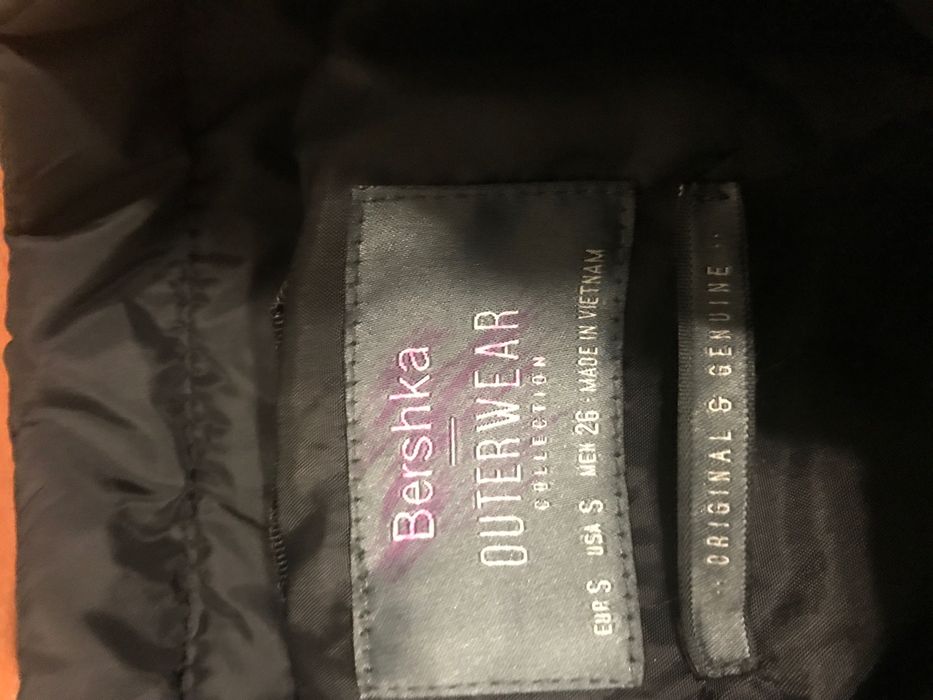 Bershka
OUTERWEAR
COLLECTION
EUR S USA S MEX 26 · MADE IN VIETNAM
· ORIGINAL & GENUINE ·